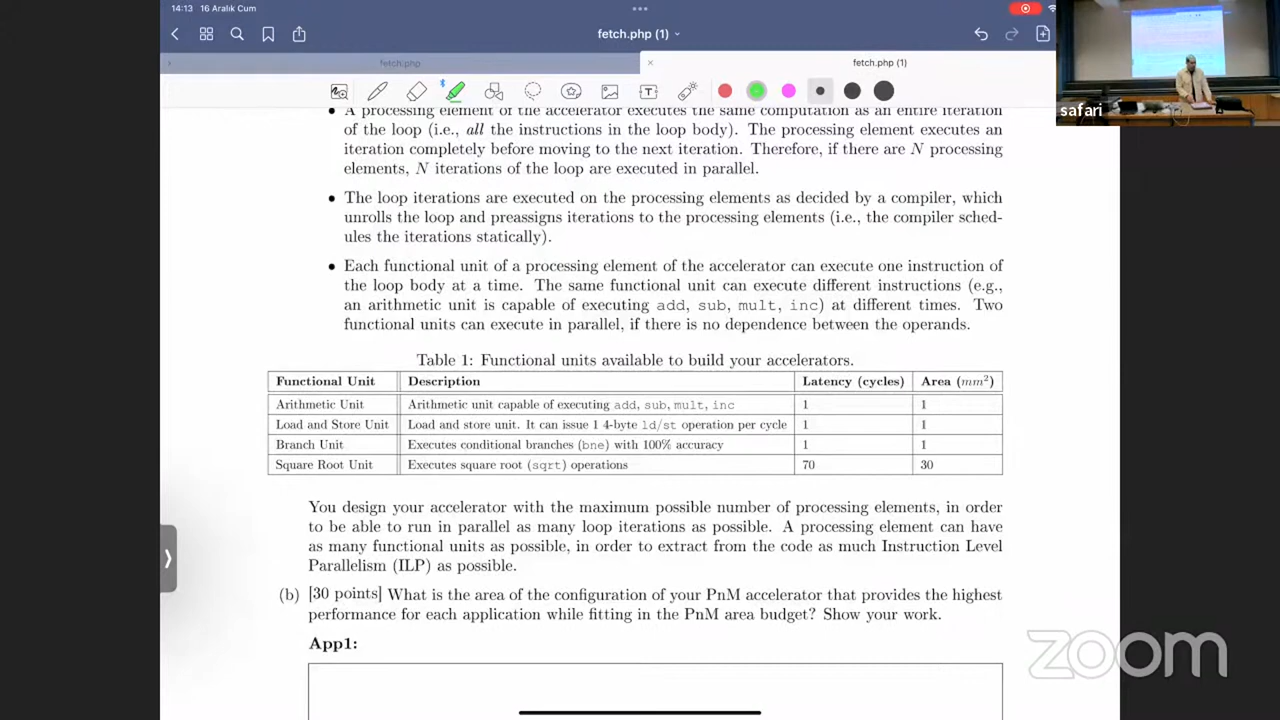 14:13 16 Aralık Cum
fetch.php (1)
fetch.php
fetch.php (1)
safari
• A processing element of the accelerator executes the same computation as an entire iteration
of the loop (i.e., all the instructions in the loop body). The processing element executes an
iteration completely before moving to the next iteration. Therefore, if there are N processing
elements, N iterations of the loop are executed in parallel.
• The loop iterations are executed on the processing elements as decided by a compiler, which
unrolls the loop and preassigns iterations to the processing elements (i.e., the compiler sched-
ules the iterations statically).
• Each functional unit of a processing element of the accelerator can execute one instruction of
the loop body at a time. The same functional unit can execute different instructions (e.g.,
an arithmetic unit is capable of executing add, sub, mult, inc) at different times. Two
functional units can execute in parallel, if there is no dependence between the operands.
Table 1: Functional units available to build your accelerators.
Functional Unit Description Latency (cycles) Area (mm²)
Arithmetic Unit Arithmetic unit capable of executing add, sub, mult, inc 1 1
Load and Store Unit Load and store unit. It can issue 1 4-byte ld/st operation per cycle 1 1
Branch Unit Executes conditional branches (bne) with 100% accuracy 1 1
Square Root Unit Executes square root (sqrt) operations 70 30
You design your accelerator with the maximum possible number of processing elements, in order
to be able to run in parallel as many loop iterations as possible. A processing element can have
as many functional units as possible, in order to extract from the code as much Instruction Level
Parallelism (ILP) as possible.
(b) [30 points] What is the area of the configuration of your PnM accelerator that provides the highest
performance for each application while fitting in the PnM area budget? Show your work.
App1:
zoom